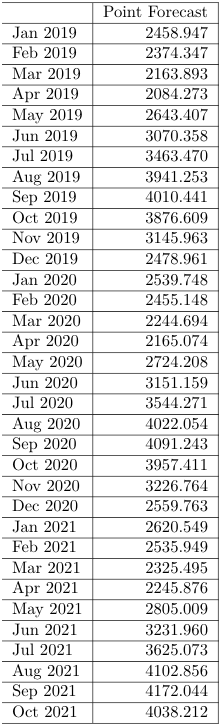 Point Forecast
Jan 2019 2458.947
Feb 2019 2374.347
Mar 2019 2163.893
Apr 2019 2084.273
May 2019 2643.407
Jun 2019 3070.358
Jul 2019 3463.470
Aug 2019 3941.253
Sep 2019 4010.441
Oct 2019 3876.609
Nov 2019 3145.963
Dec 2019 2478.961
Jan 2020 2539.748
Feb 2020 2455.148
Mar 2020 2244.694
Apr 2020 2165.074
May 2020 2724.208
Jun 2020 3151.159
Jul 2020 3544.271
Aug 2020 4022.054
Sep 2020 4091.243
Oct 2020 3957.411
Nov 2020 3226.764
Dec 2020 2559.763
Jan 2021 2620.549
Feb 2021 2535.949
Mar 2021 2325.495
Apr 2021 2245.876
May 2021 2805.009
Jun 2021 3231.960
Jul 2021 3625.073
Aug 2021 4102.856
Sep 2021 4172.044
Oct 2021 4038.212